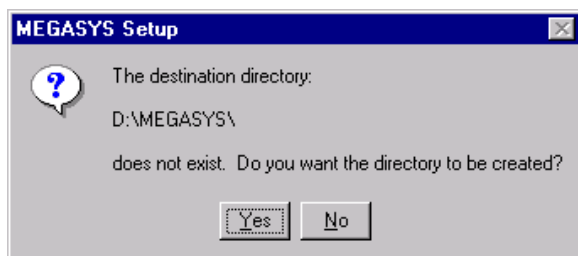 MEGASYS Setup
The destination directory:
D:\MEGASYS\
does not exist.  Do you want the directory to be created?
Yes No